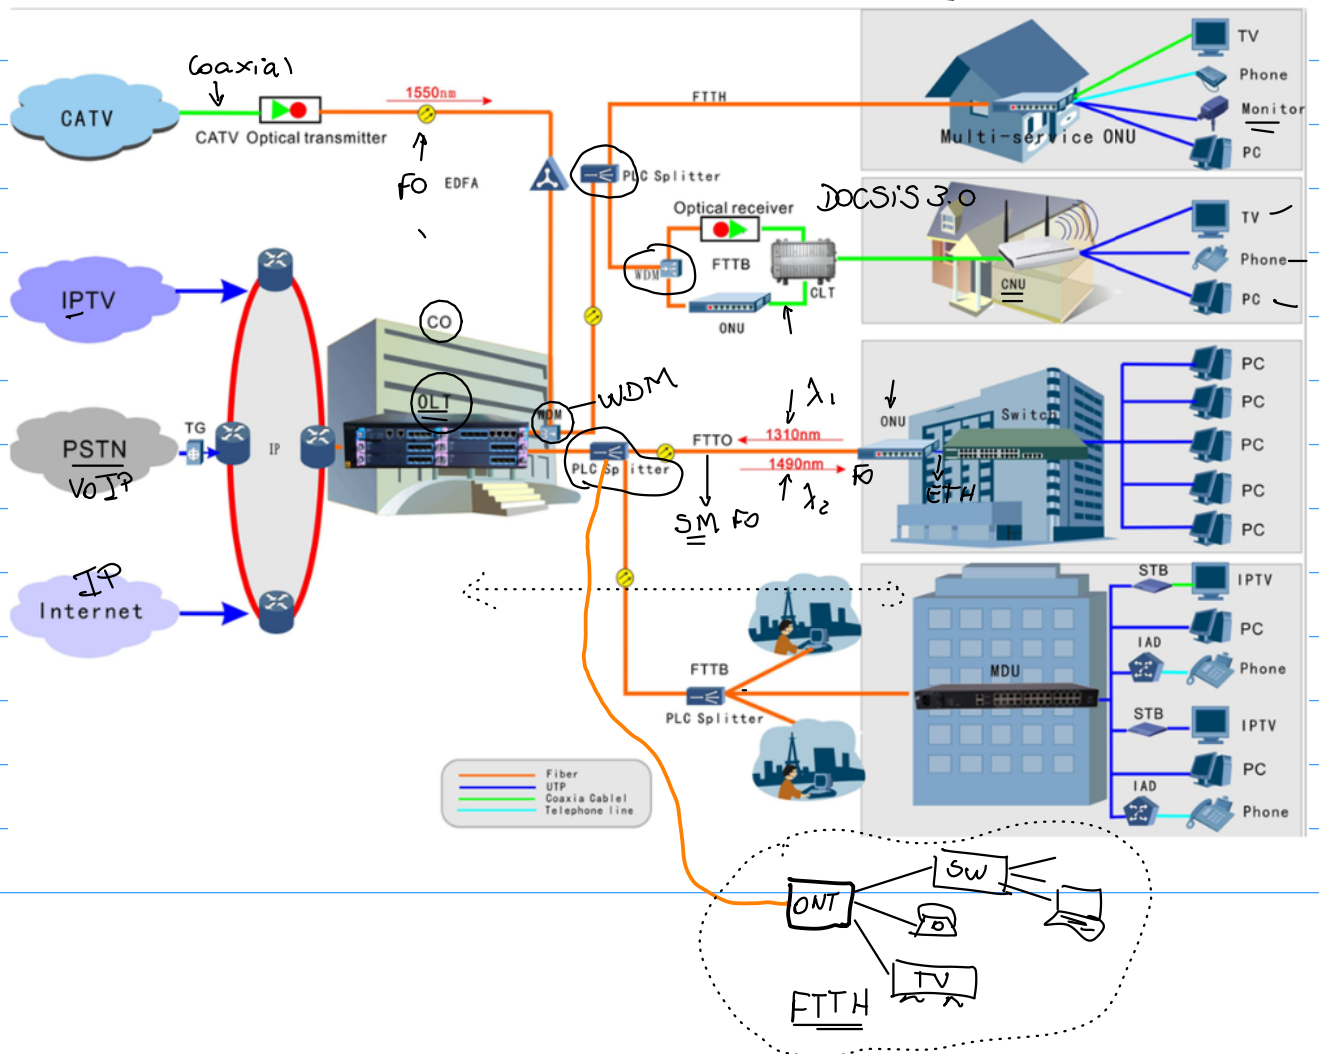 Coaxial
CATV
CATV Optical transmitter
1550nm
FO
EDFA
FTTH
PLC Splitter
Multi-service ONU
TV
Phone
Monitor
PC
DOCSiS 3.0
Optical receiver
FTTB
WDM
CLT
ONU
CNU
TV
Phone
PC
IPTV
PSTN
VOIP
TG
IP
IP
Internet
CO
OLT
WDM
WDM
PLC Splitter
FTTO
λ1
1310nm
1490nm
λ2
SM FO
ONU
FO
ETH
Switch
PC
PC
PC
PC
PC
FTTB
PLC Splitter
MDU
STB
IPTV
PC
IAD
Phone
STB
IPTV
PC
IAD
Phone
Fiber
UTP
Coaxia Cablel
Telephone line
ONT
SW
TV
FTTH